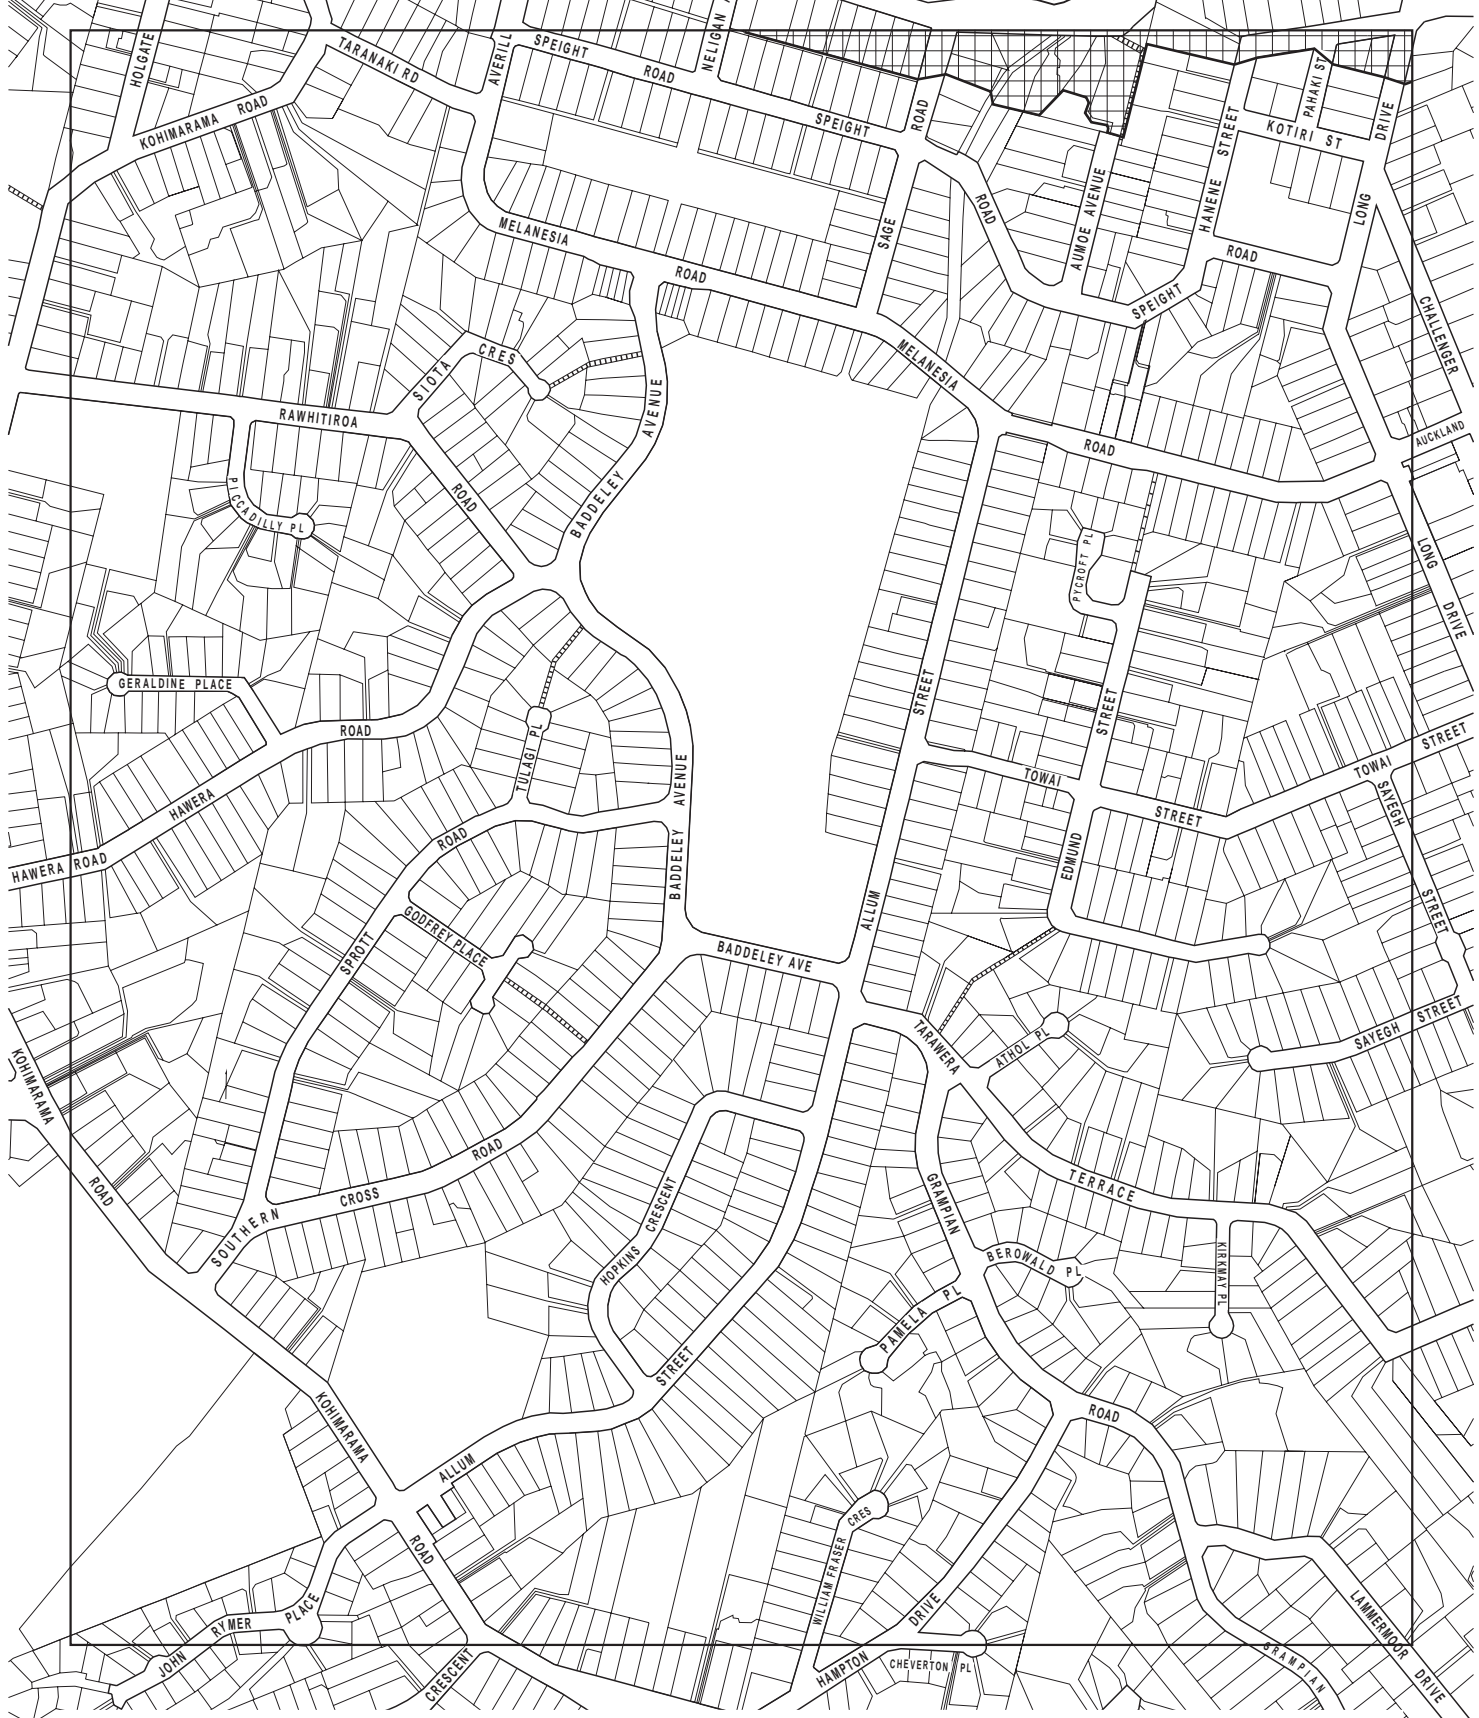 HOLGATE
TARANAKI RD
AVERILL
SPEIGHT
ROAD
NELIGAN
KOHIMARAMA ROAD
SPEIGHT
ROAD
PAHAKI ST
KOTIRI ST
DRIVE
HANENE STREET
AUMOE AVENUE
ROAD
LONG
MELANESIA
ROAD
SAGE
ROAD
SPEIGHT
CHALLENGER
SIOTA
CRES
MELANESIA
ROAD
AUCKLAND
RAWHITIROA
ROAD
BADDELEY
AVENUE
PICCADILLY PL
PYCROFT PL
LONG
DRIVE
GERALDINE PLACE
ROAD
HAWERA
HAWERA ROAD
TULAGI PL
STREET
STREET
TOWAI
STREET
TOWAI
STREET
SAYEGH
STREET
EDMUND
AVENUE
BADDELEY
ROAD
SPROTT
GODFREY PLACE
ALLUM
BADDELEY AVE
TARAWERA
ATHOL PL
SAYEGH STREET
KOHIMARAMA
ROAD
SOUTHERN
CROSS
ROAD
HOPKINS
CRESCENT
GRAMPIAN
TERRACE
BEROWALD PL
KIRKMAY PL
PAMELA PL
STREET
KOHIMARAMA
ALLUM
ROAD
ROAD
WILLIAM FRASER
CRES
DRIVE
HAMPTON
CHEVERTON PL
JOHN
RYMER
PLACE
CRESCENT
LAMMERMOOR
DRIVE
GRAMPIAN